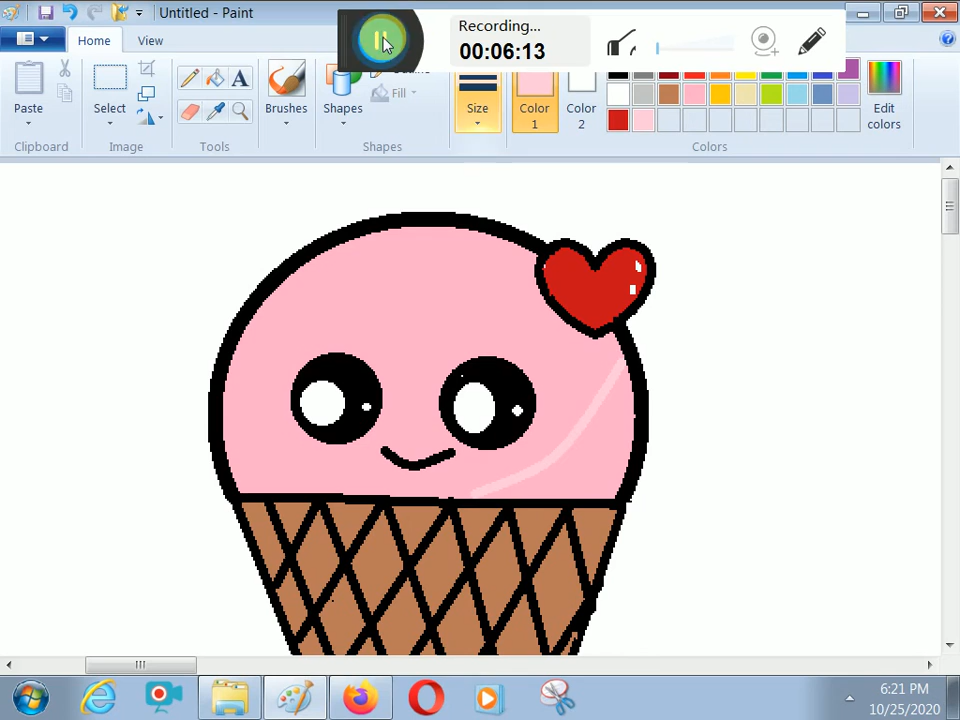 Untitled - Paint
Recording...
00:06:13
Home
View
Paste
Select
A
Brushes
Shapes
Fill
Size
Color
1
Color
2
Edit
colors
Clipboard
Image
Tools
Shapes
Colors
6:21 PM
10/25/2020